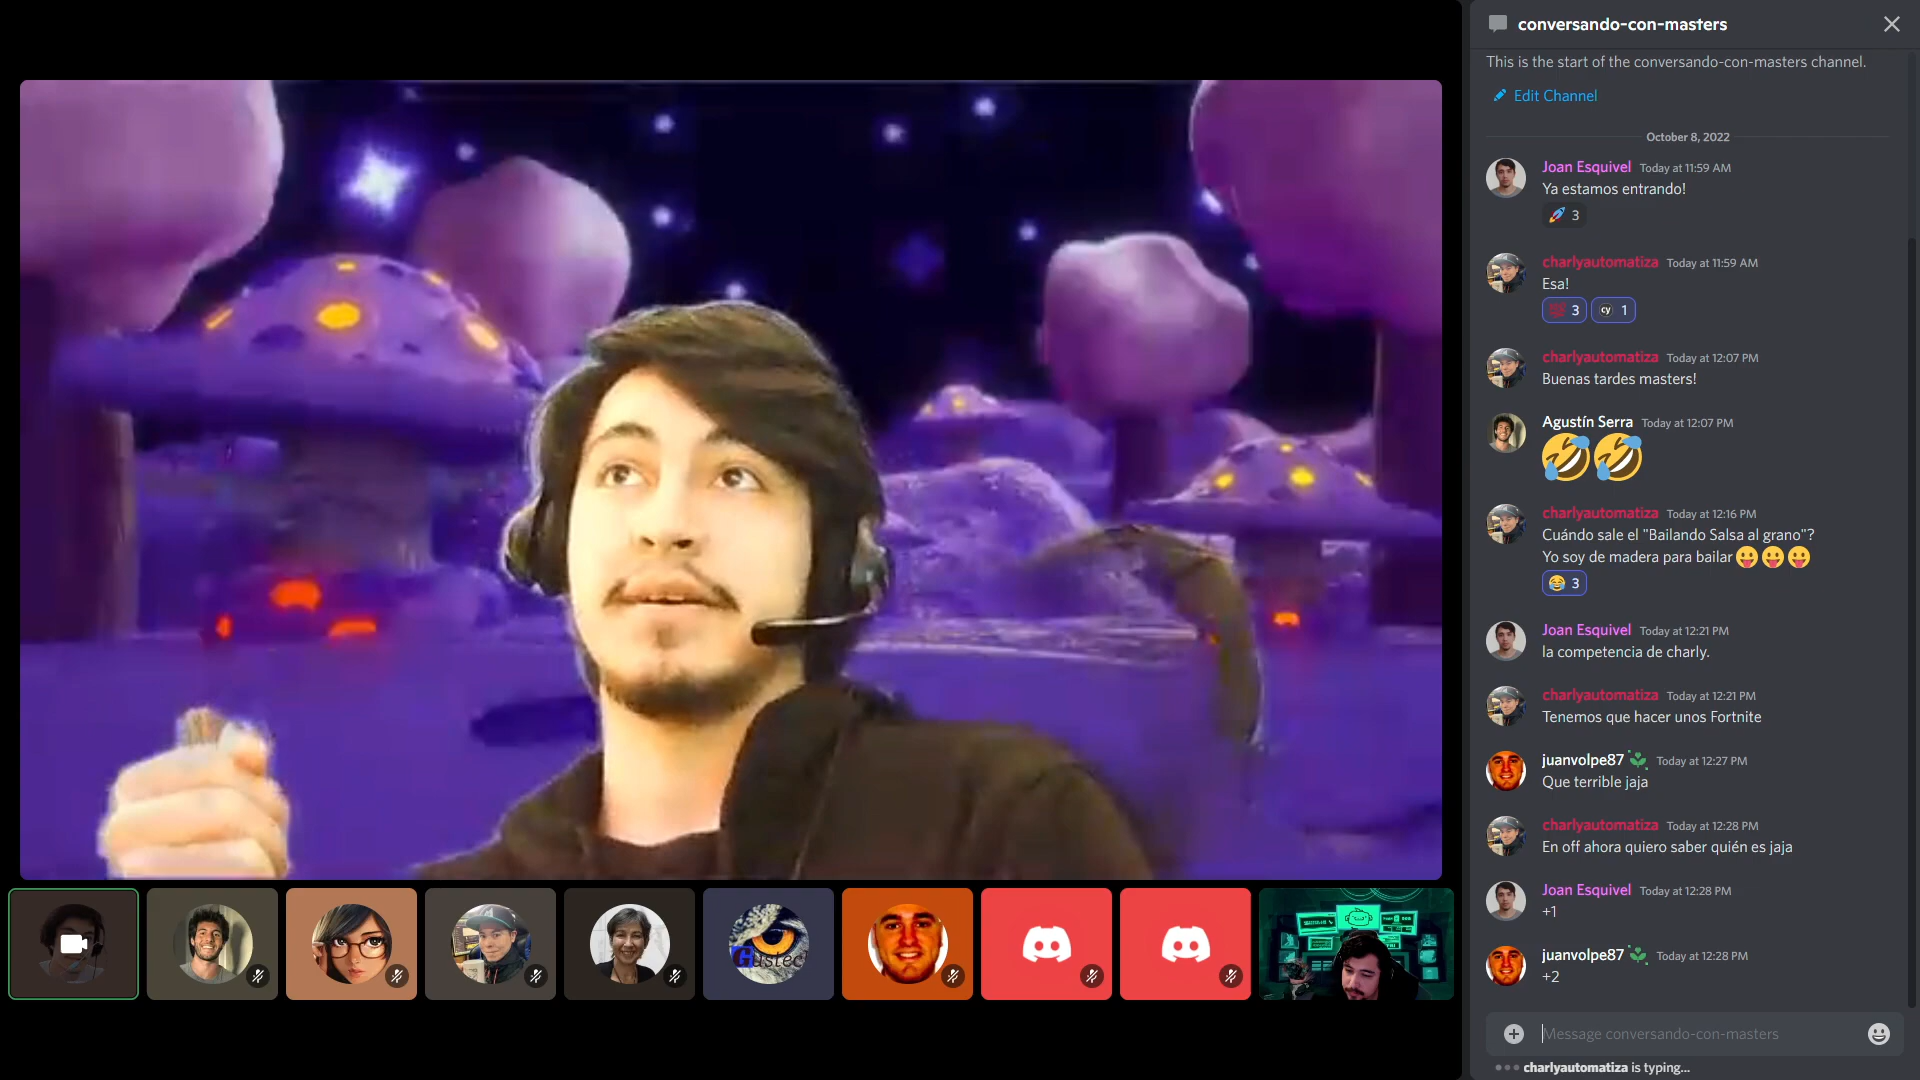 conversando-con-masters
This is the start of the conversando-con-masters channel.
Edit Channel
October 8, 2022
Joan Esquivel Today at 11:59 AM
Ya estamos entrando!
3
charlyautomatiza Today at 11:59 AM
Esa!
3 cy 1
charlyautomatiza Today at 12:07 PM
Buenas tardes masters!
Agustín Serra Today at 12:07 PM
charlyautomatiza Today at 12:16 PM
Cuándo sale el "Bailando Salsa al grano"?
Yo soy de madera para bailar 😛😛😛
3
Joan Esquivel Today at 12:21 PM
la competencia de charly.
charlyautomatiza Today at 12:21 PM
Tenemos que hacer unos Fortnite
juanvolpe87 Today at 12:27 PM
Que terrible jaja
charlyautomatiza Today at 12:28 PM
En off ahora quiero saber quién es jaja
Joan Esquivel Today at 12:28 PM
+1
juanvolpe87 Today at 12:28 PM
+2
Message conversando-con-masters
charlyautomatiza is typing...